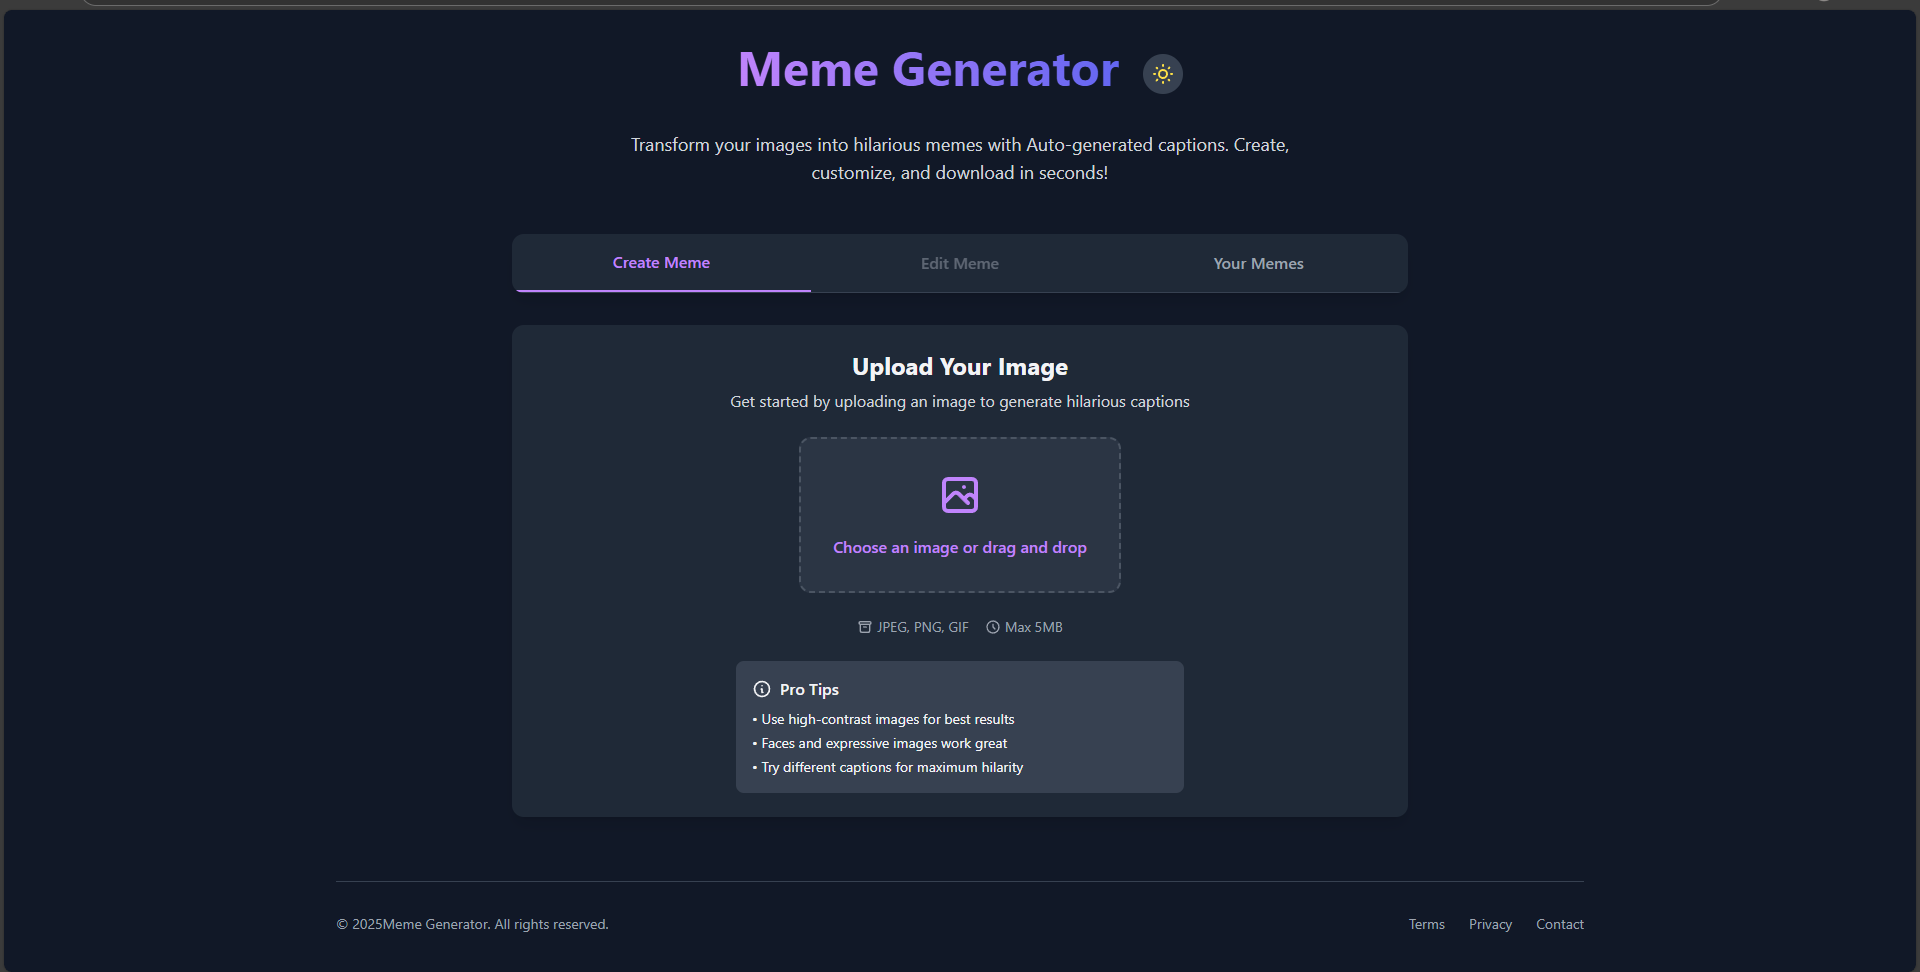 Meme Generator
Transform your images into hilarious memes with Auto-generated captions. Create,
customize, and download in seconds!
Create Meme
Edit Meme
Your Memes
Upload Your Image
Get started by uploading an image to generate hilarious captions
Choose an image or drag and drop
JPEG, PNG, GIF
Max 5MB
Pro Tips
• Use high-contrast images for best results
• Faces and expressive images work great
• Try different captions for maximum hilarity
© 2025Meme Generator. All rights reserved.
Terms
Privacy
Contact